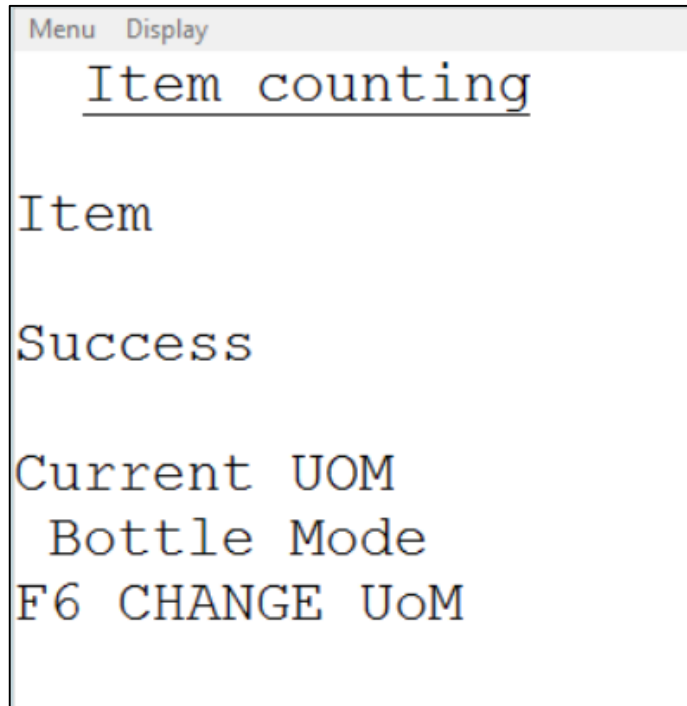 Menu Display
Item counting
Item
Success
Current UOM
Bottle Mode
F6 CHANGE UoM